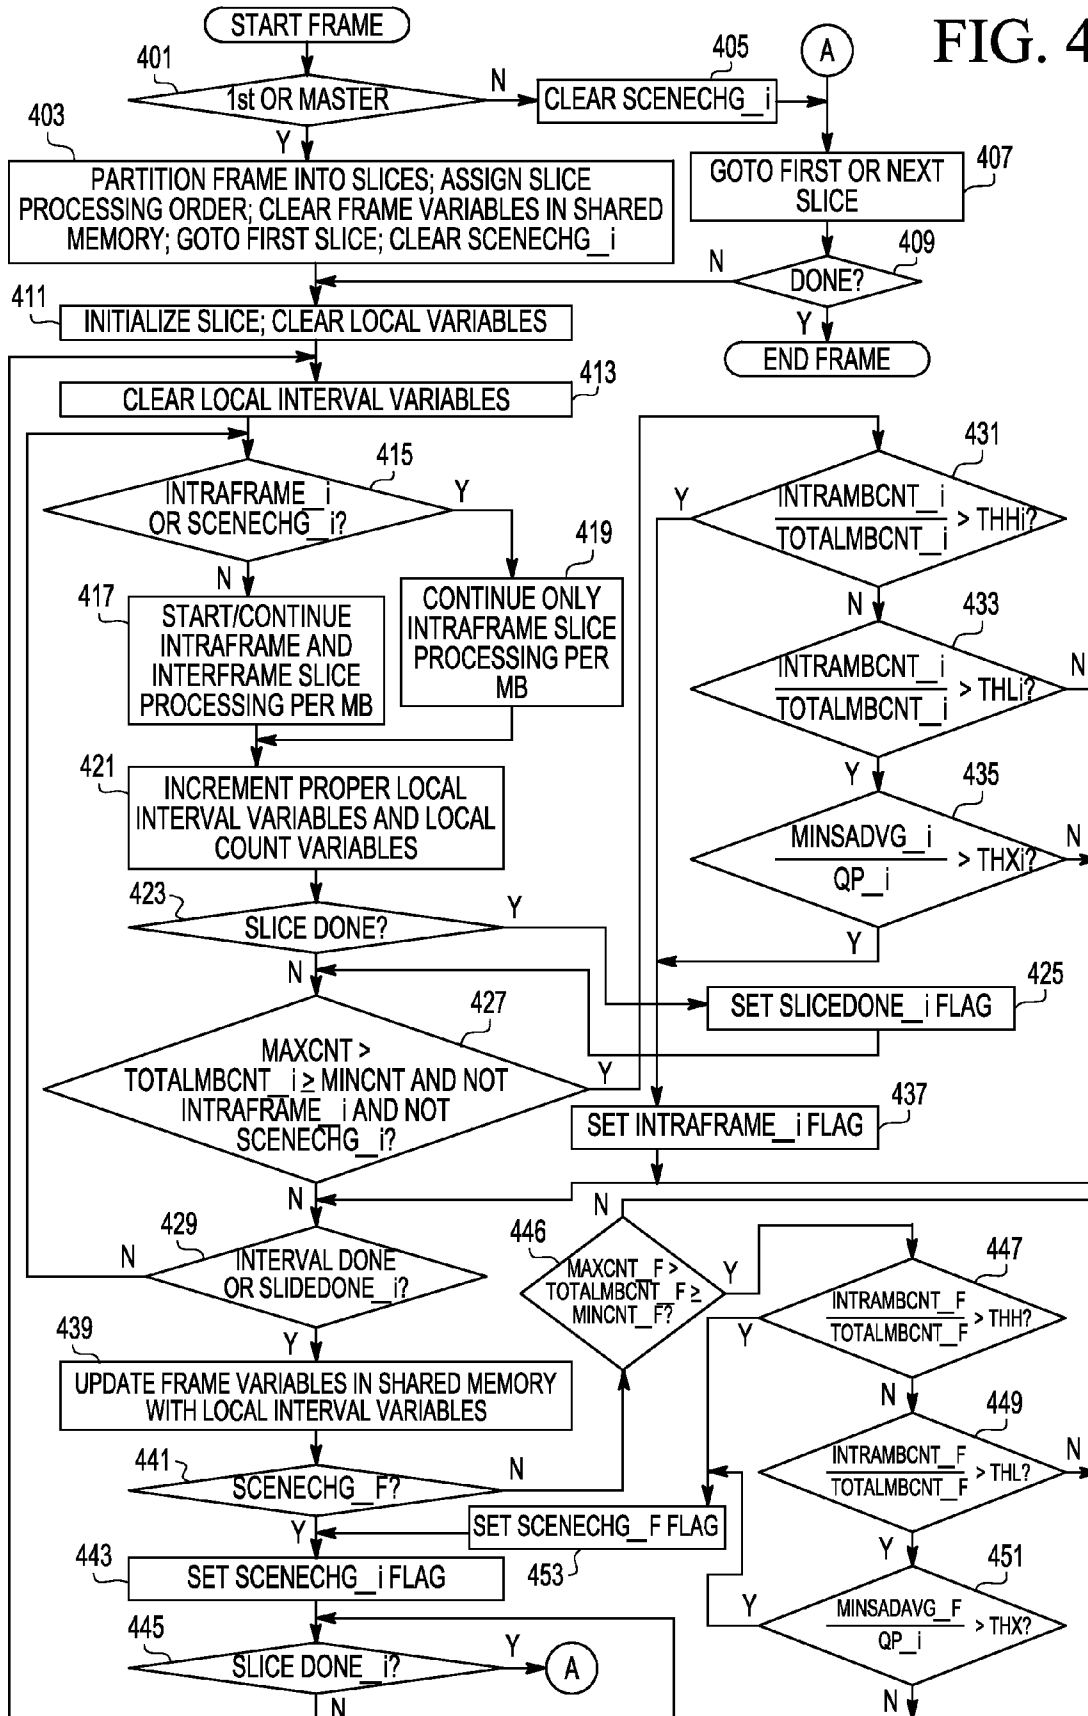 START FRAME
FIG. 4
401
1st OR MASTER
N
405
CLEAR SCENECHG_i
A
403
Y
PARTITION FRAME INTO SLICES; ASSIGN SLICE
PROCESSING ORDER; CLEAR FRAME VARIABLES IN SHARED
MEMORY; GOTO FIRST SLICE; CLEAR SCENECHG_i
GOTO FIRST OR NEXT
SLICE
407
N
DONE?
409
Y
END FRAME
411
INITIALIZE SLICE; CLEAR LOCAL VARIABLES
413
CLEAR LOCAL INTERVAL VARIABLES
415
INTRAFRAME_i
OR SCENECHG_i?
Y
N
417
START/CONTINUE
INTRAFRAME AND
INTERFRAME SLICE
PROCESSING PER MB
419
CONTINUE ONLY
INTRAFRAME SLICE
PROCESSING PER
MB
421
INCREMENT PROPER LOCAL
INTERVAL VARIABLES AND LOCAL
COUNT VARIABLES
423
SLICE DONE?
Y
N
427
MAXCNT >
TOTALMBCNT_i ≥ MINCNT AND NOT
INTRAFRAME_i AND NOT
SCENECHG_i?
Y
N
431
Y
INTRAMBCNT_i
TOTALMBCNT_i
> THHi?
N
433
INTRAMBCNT_i
TOTALMBCNT_i
> THLi?
N
Y
435
MINSADVG_i
QP_i
> THXi?
N
Y
425
SET SLICEDONE_i FLAG
437
SET INTRAFRAME_i FLAG
429
N
INTERVAL DONE
OR SLIDEDONE_i?
Y
439
UPDATE FRAME VARIABLES IN SHARED MEMORY
WITH LOCAL INTERVAL VARIABLES
441
SCENECHG_F?
N
Y
443
SET SCENECHG_i FLAG
445
SLICE DONE_i?
Y
A
N
N
446
MAXCNT_F >
TOTALMBCNT_F ≥
MINCNT_F?
Y
447
INTRAMBCNT_F
TOTALMBCNT_F
> THH?
Y
N
449
INTRAMBCNT_F
TOTALMBCNT_F
> THL?
N
Y
SET SCENECHG_F FLAG
453
451
Y
MINSADAVG_F
QP_i
> THX?
N